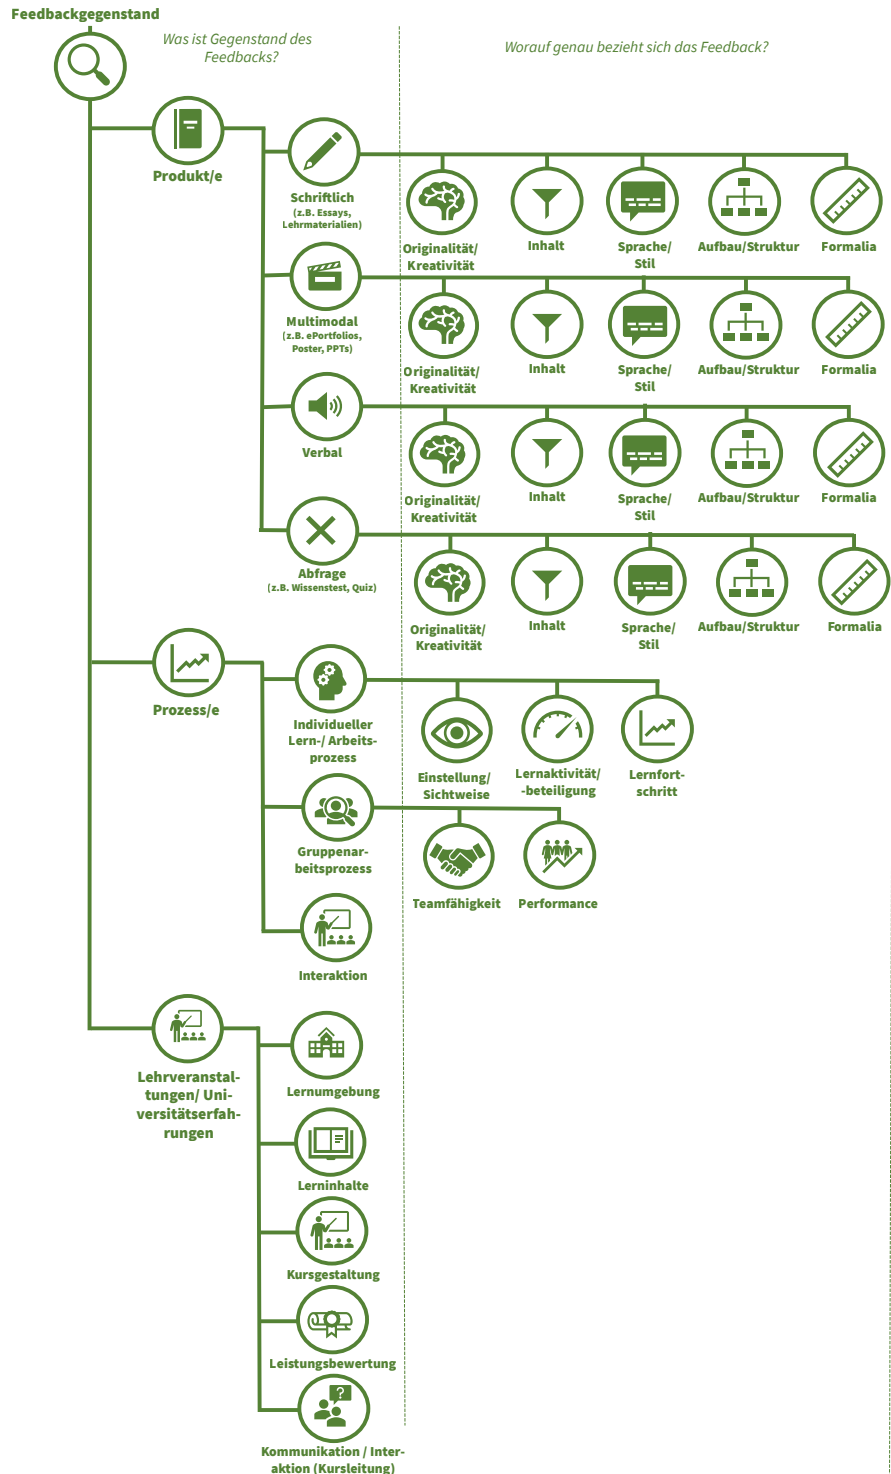 Feedbackgegenstand
Was ist Gegenstand des
Feedbacks?
Worauf genau bezieht sich das Feedback?
Produkt/e
Schriftlich
(z.B. Essays,
Lehrmaterialien)
Originalität/
Kreativität
Inhalt
Sprache/
Stil
Aufbau/Struktur
Formalia
Multimodal
(z.B. ePortfolios,
Poster, PPTs)
Originalität/
Kreativität
Inhalt
Sprache/
Stil
Aufbau/Struktur
Formalia
Verbal
Originalität/
Kreativität
Inhalt
Sprache/
Stil
Aufbau/Struktur
Formalia
Abfrage
(z.B. Wissenstest, Quiz)
Originalität/
Kreativität
Inhalt
Sprache/
Stil
Aufbau/Struktur
Formalia
Prozess/e
Individueller
Lern-/ Arbeits-
prozess
Einstellung/
Sichtweise
Lernaktivität/
-beteiligung
Lernfort-
schritt
Gruppenar-
beitsprozess
Teamfähigkeit
Performance
Interaktion
Lehrveranstal-
tungen/ Uni-
versitätserfah-
rungen
Lernumgebung
Lerninhalte
Kursgestaltung
Leistungsbewertung
?
Kommunikation / Inter-
aktion (Kursleitung)